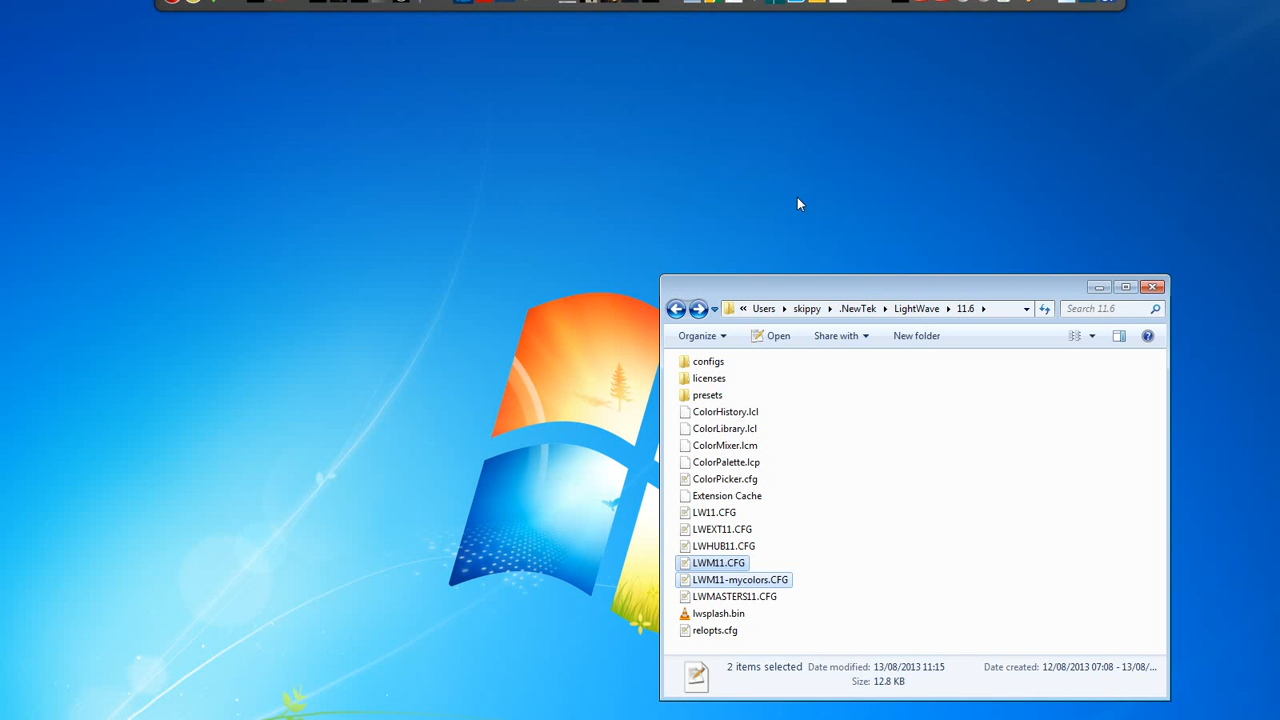 « Users ▸ skippy ▸ .NewTek ▸ LightWave ▸ 11.6 ▸
Search 11.6
Organize Open Share with New folder
configs
licenses
presets
ColorHistory.lcl
ColorLibrary.lcl
ColorMixer.lcm
ColorPalette.lcp
ColorPicker.cfg
Extension Cache
LW11.CFG
LWEXT11.CFG
LWHUB11.CFG
LWM11.CFG
LWM11-mycolors.CFG
LWMASTERS11.CFG
lwsplash.bin
relopts.cfg
2 items selected Date modified: 13/08/2013 11:15 Date created: 12/08/2013 07:08 - 13/08/...
Size: 12.8 KB